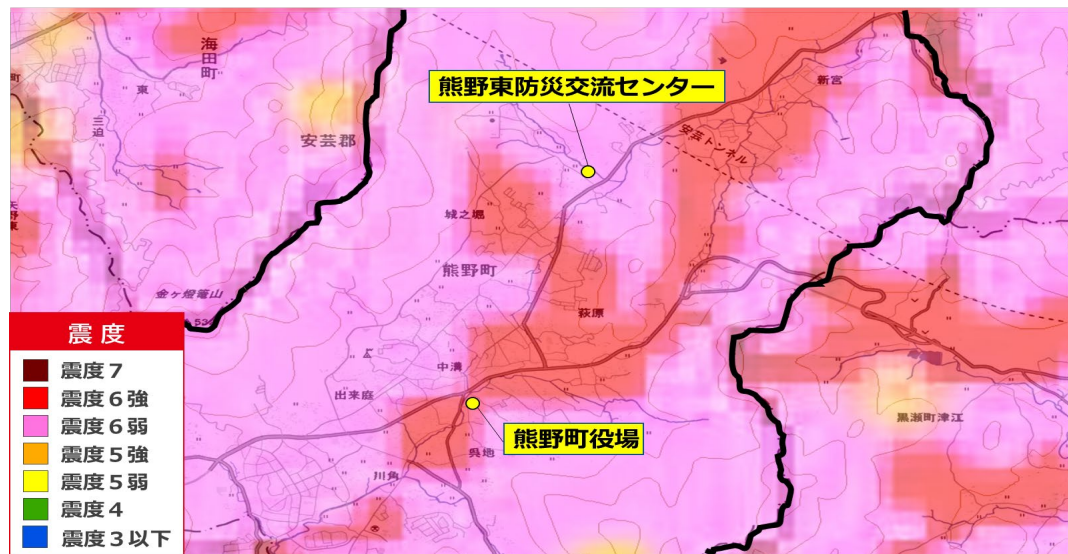 海田町
東
三迫
町
矢野東
安芸郡
熊野東防災交流センター
新宮
安芸トンネル
城之堀
熊野町
金ヶ燈篭山
萩原
中溝
出来庭
熊野町役場
呉地
川角
黒瀬町津江
震度
震度7
震度6強
震度6弱
震度5強
震度5弱
震度4
震度3以下